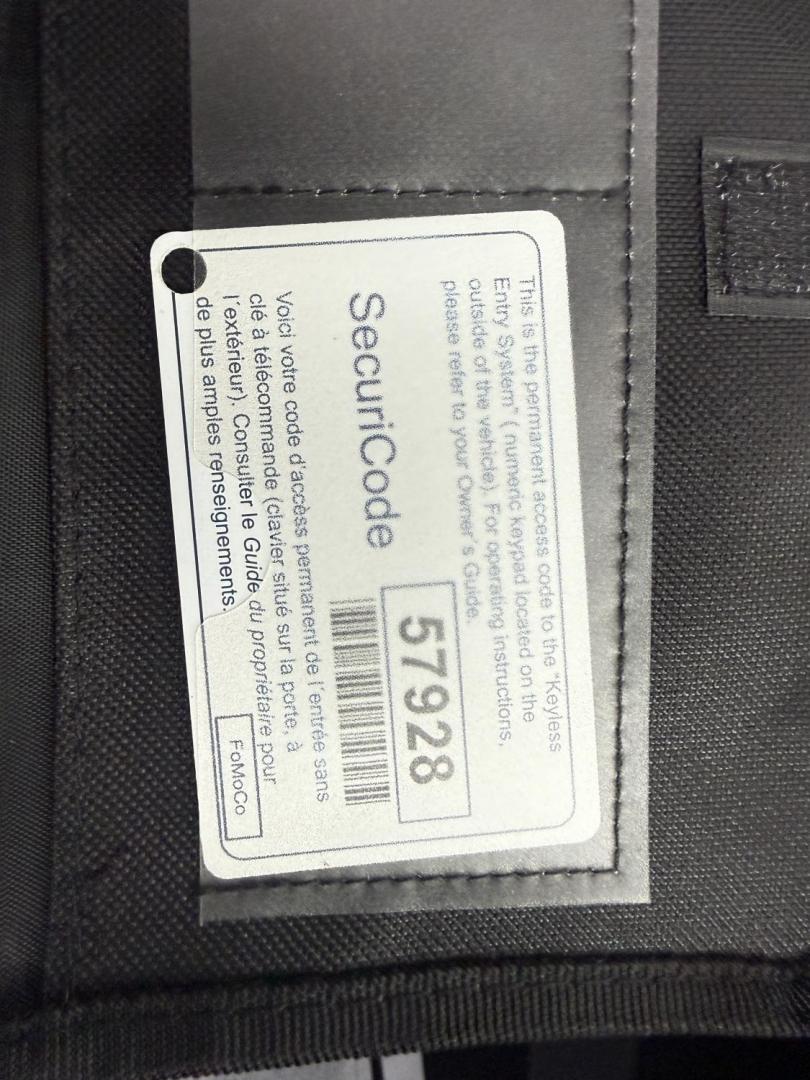 This is the permanent access code to the "Keyless
Entry System" ( numeric keypad located on the
outside of the vehicle). For operating instructions,
please refer to your Owner's Guide.
57928
SecuriCode
Voici votre code d'accès permanent de l'entrée sans
clé à télécommande (clavier situé sur la porte, à
l'extérieur). Consulter le Guide du propriétaire pour
de plus amples renseignements.
FoMoCo